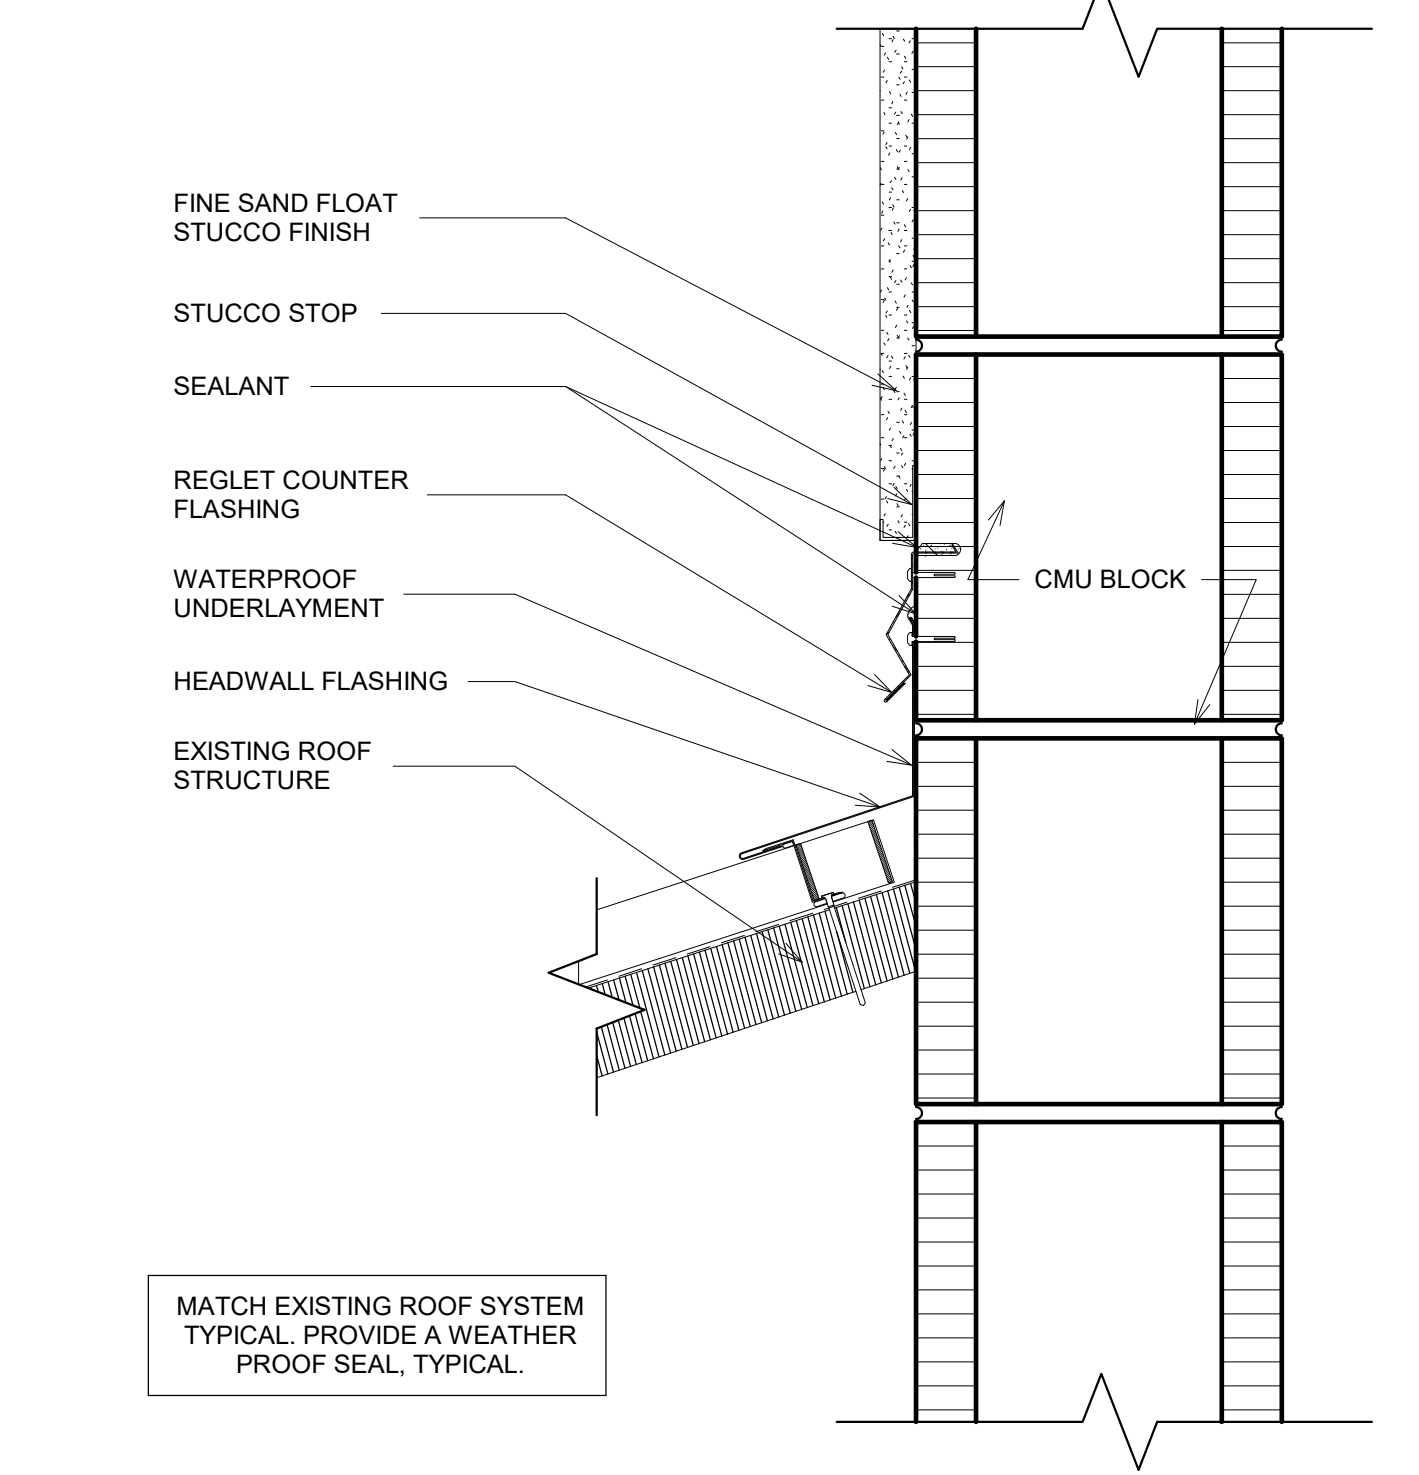 FINE SAND FLOAT
STUCCO FINISH
STUCCO STOP
SEALANT
REGLET COUNTER
FLASHING
WATERPROOF
UNDERLAYMENT
HEADWALL FLASHING
EXISTING ROOF
STRUCTURE
CMU BLOCK
MATCH EXISTING ROOF SYSTEM
TYPICAL. PROVIDE A WEATHER
PROOF SEAL, TYPICAL.